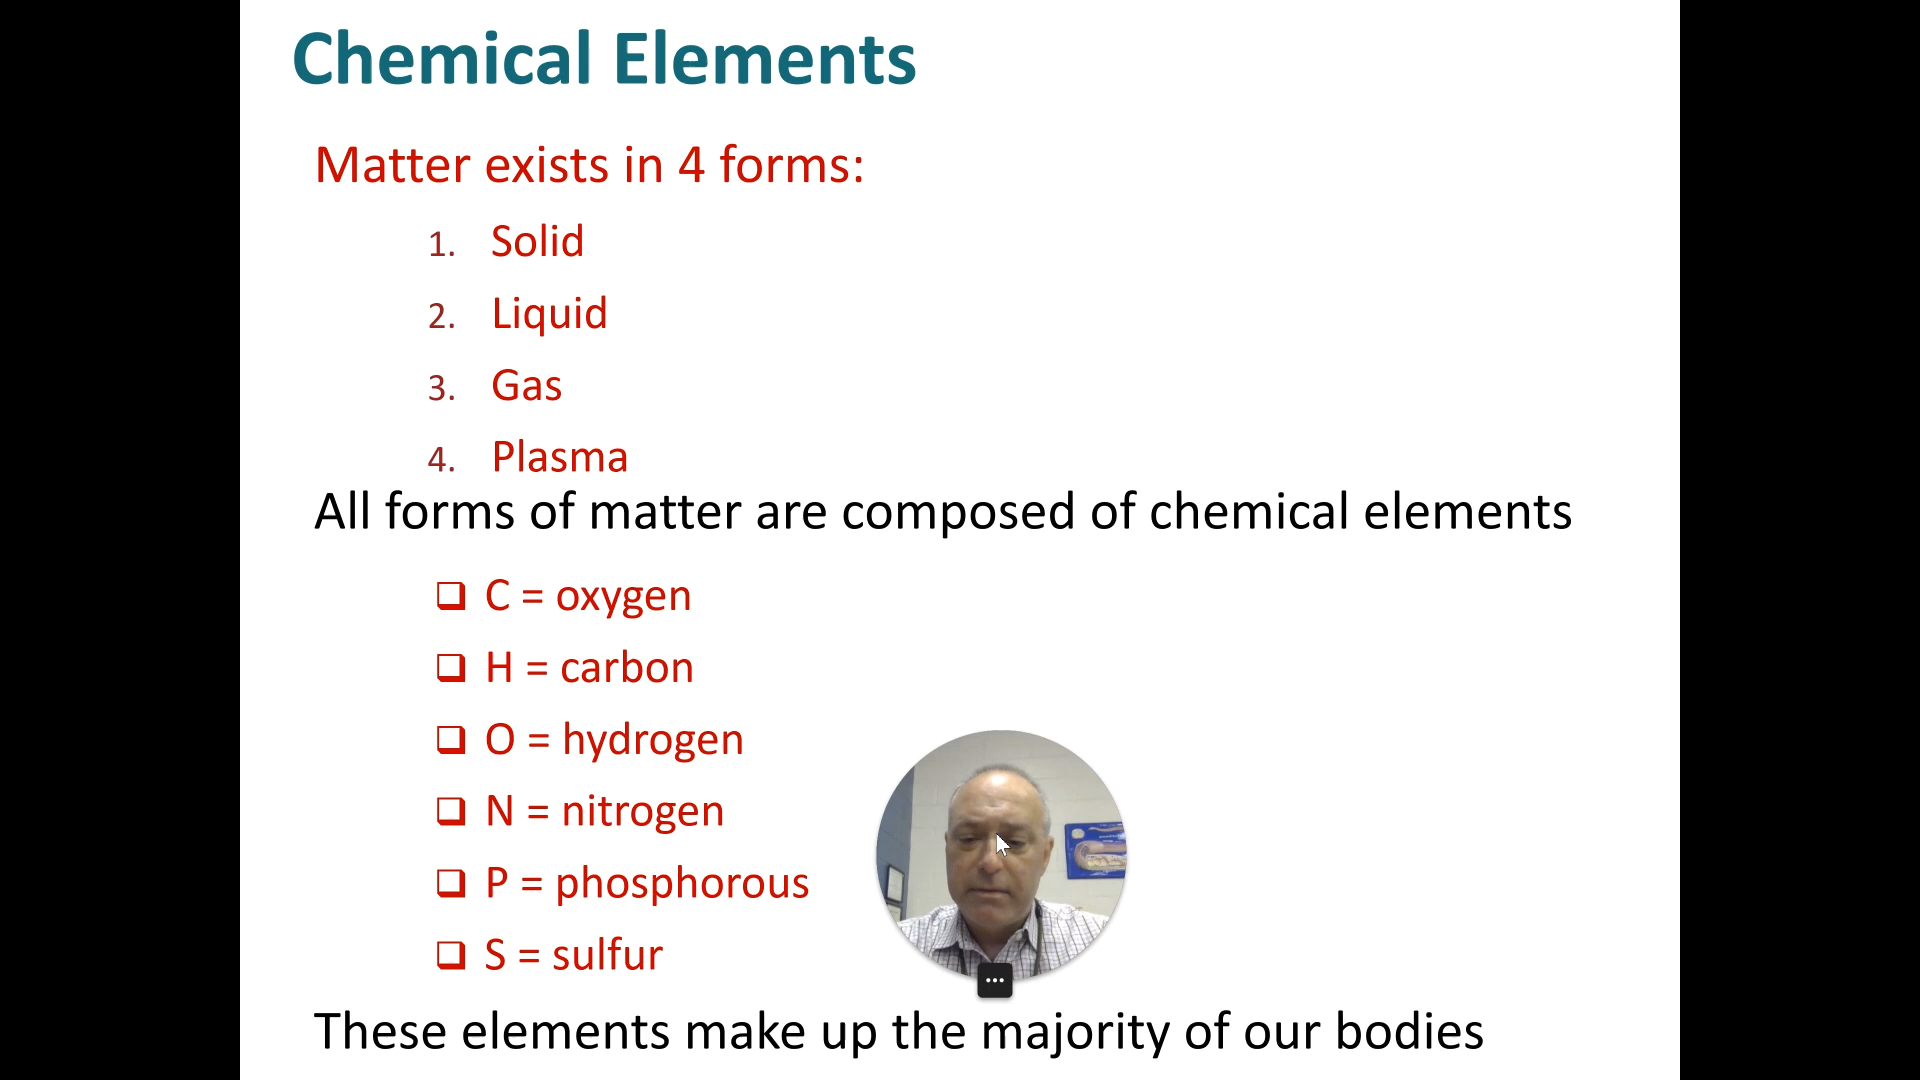 Chemical Elements
Matter exists in 4 forms:
1. Solid
2. Liquid
3. Gas
4. Plasma
All forms of matter are composed of chemical elements
❑ C = oxygen
❑ H = carbon
❑ O = hydrogen
❑ N = nitrogen
❑ P = phosphorous
❑ S = sulfur
These elements make up the majority of our bodies